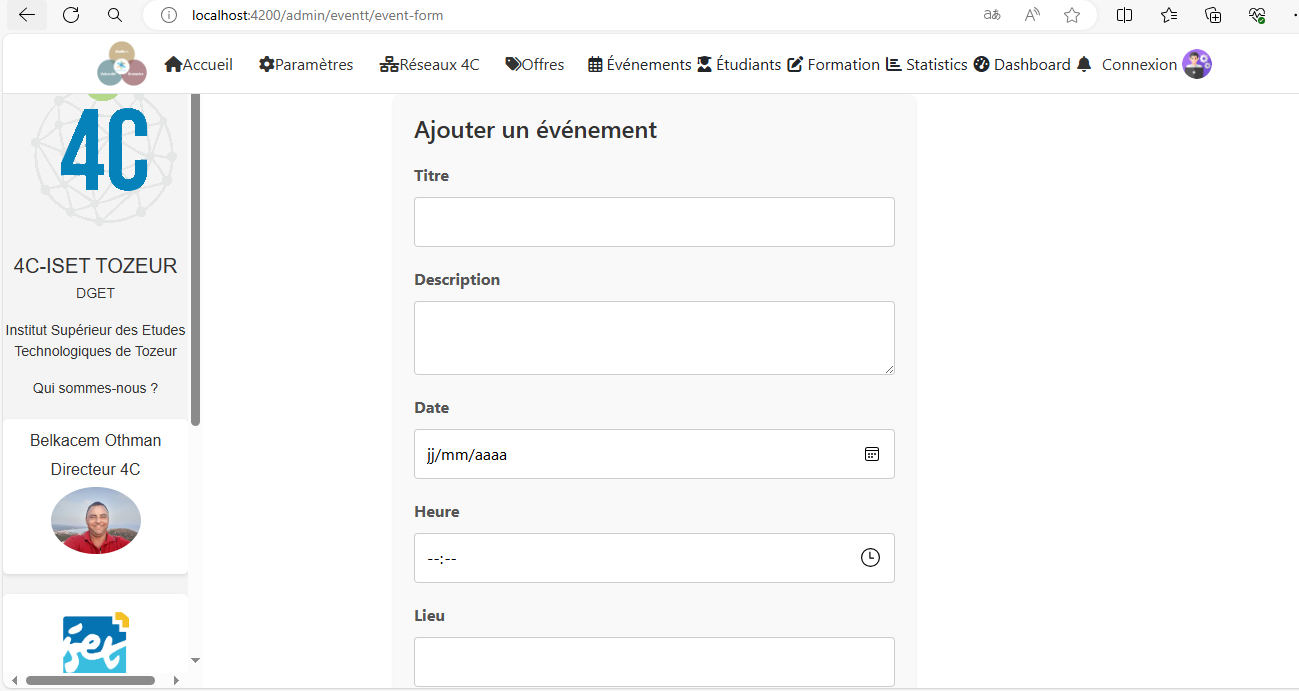 localhost:4200/admin/eventt/event-form
Accueil Paramètres Réseaux 4C Offres Événements Étudiants Formation Statistics Dashboard Connexion
4C
4C-ISET TOZEUR
DGET
Institut Supérieur des Etudes
Technologiques de Tozeur
Qui sommes-nous ?
Belkacem Othman
Directeur 4C
iset
Ajouter un événement
Titre
Description
Date
jj/mm/aaaa
Heure
--:--
Lieu